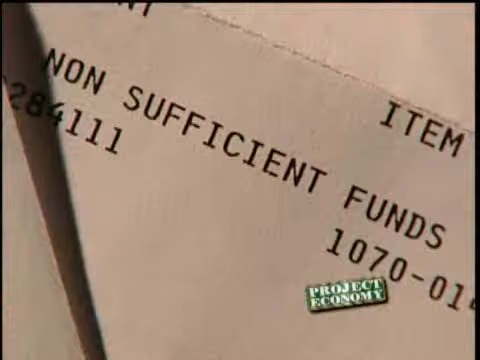 NON SUFFICIENT FUNDS
ITEM
284111
1070-01
PROJECT
ECONOMY